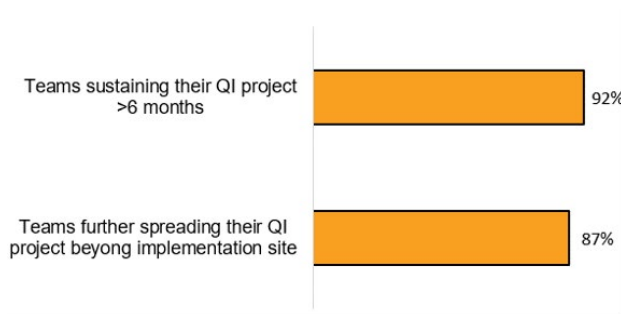 Teams sustaining their QI project
>6 months
92%
Teams further spreading their QI
project beyong implementation site
87%